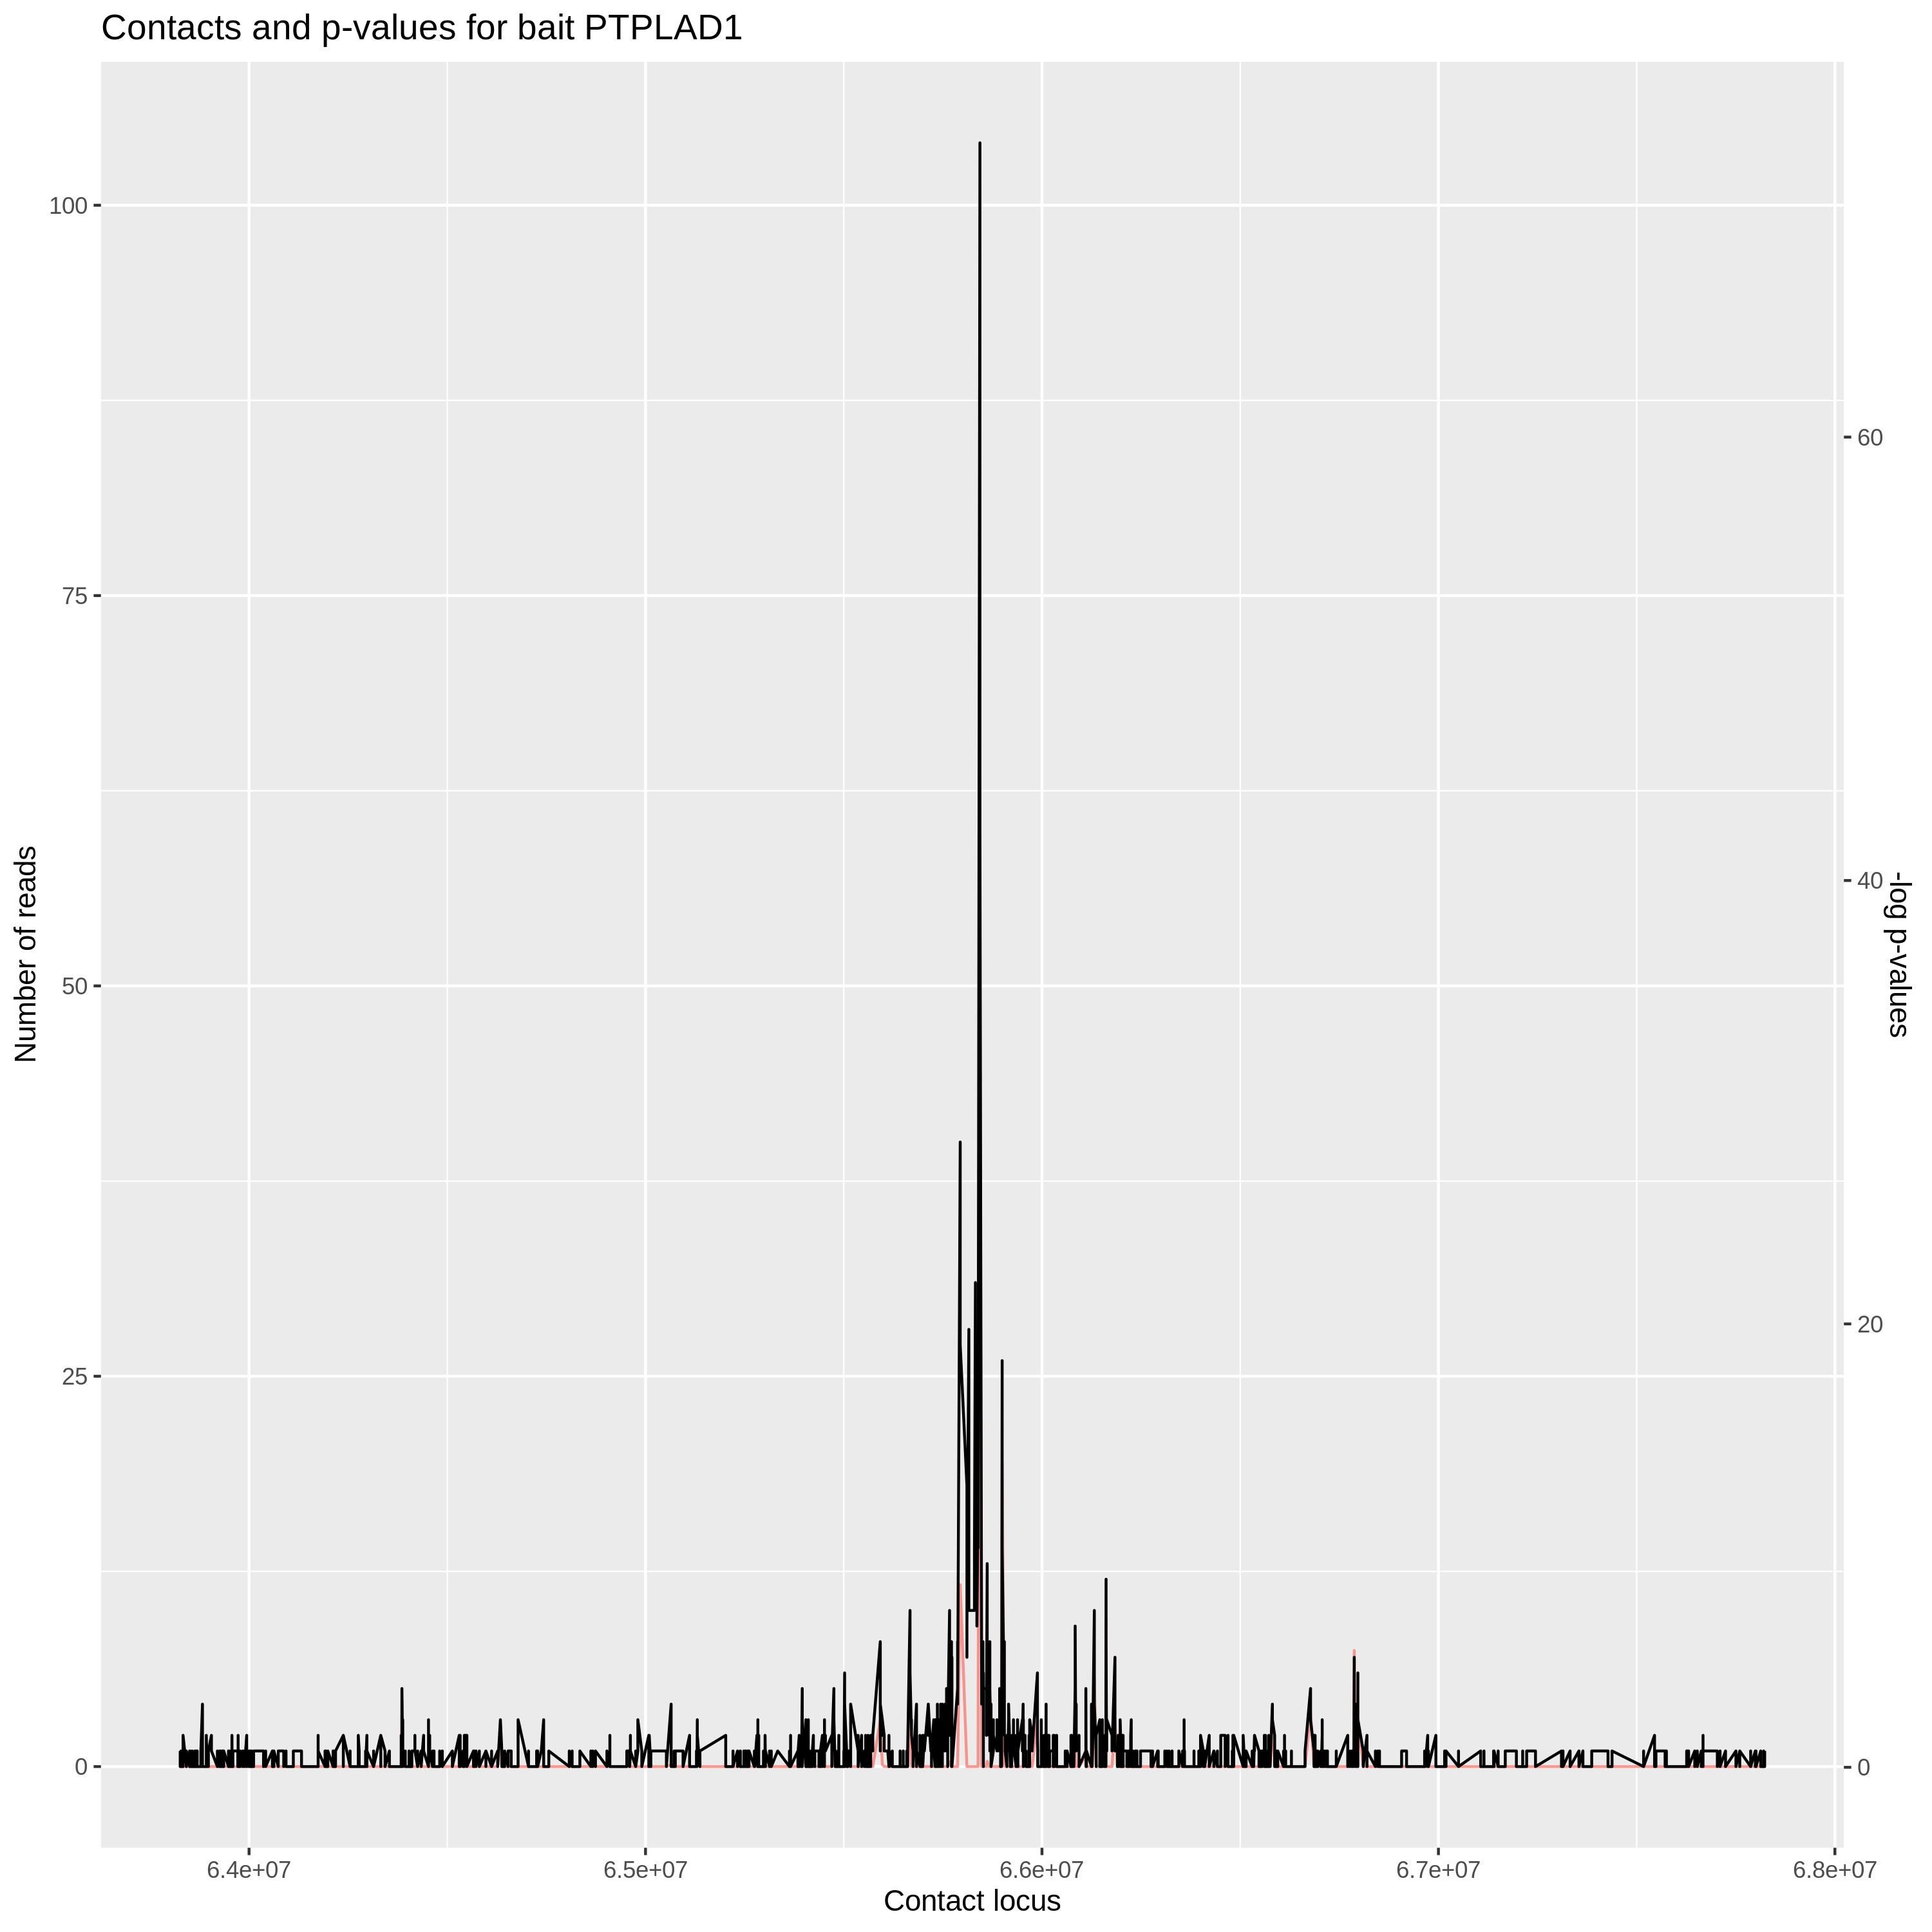 Contacts and p-values for bait PTPLAD1
100
75
50
25
0
Number of reads
60
40
20
0
-log p-values
6.4e+07
6.5e+07
6.6e+07
6.7e+07
6.8e+07
Contact locus